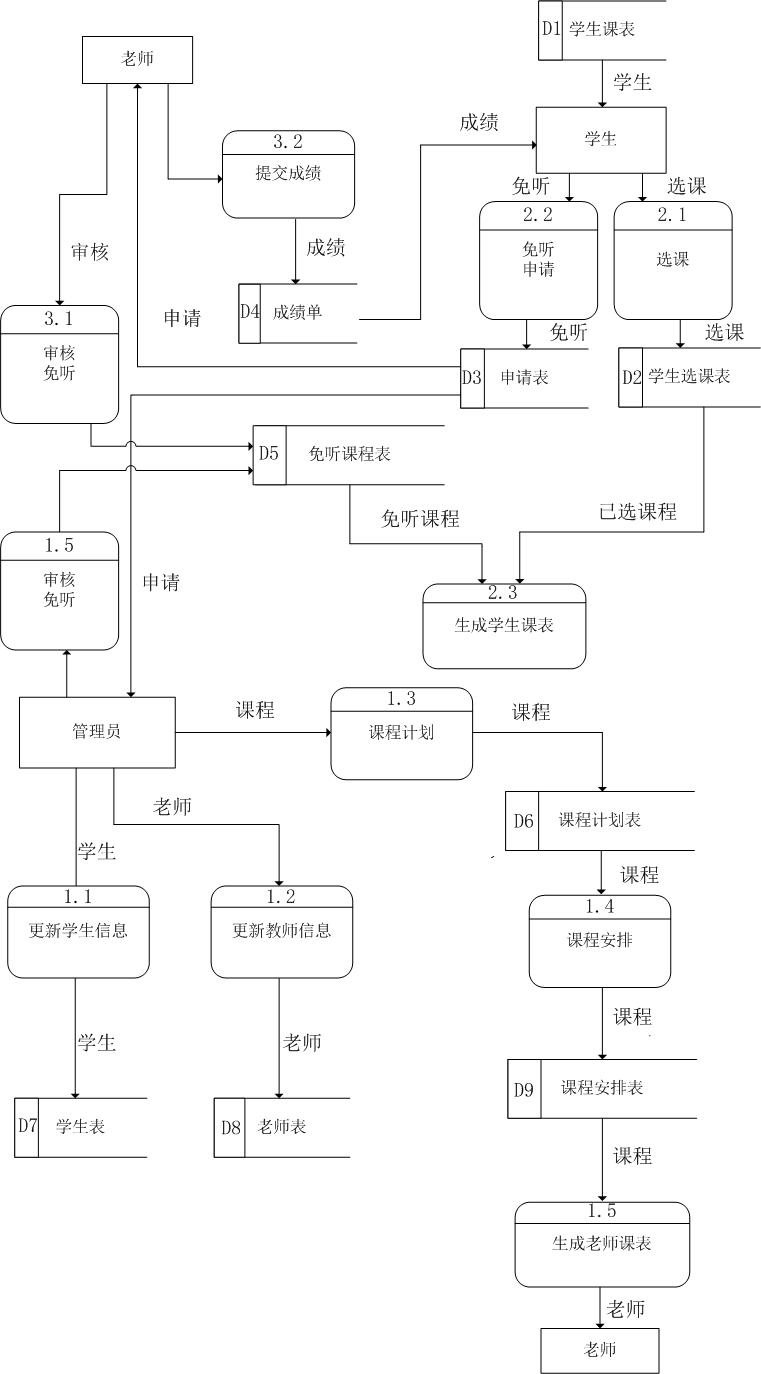 D1
学生课表
老师
学生
成绩
3.2
提交成绩
学生
免听
选课
2.2
免听
申请
2.1
选课
审核
成绩
D4
成绩单
申请
3.1
审核
免听
免听
选课
D3
申请表
D2
学生选课表
D5
免听课程表
免听课程
已选课程
1.5
审核
免听
申请
2.3
生成学生课表
管理员
课程
1.3
课程计划
课程
老师
D6
课程计划表
学生
课程
1.1
更新学生信息
1.2
更新教师信息
1.4
课程安排
课程
学生
老师
D9
课程安排表
D7
学生表
D8
老师表
课程
1.5
生成老师课表
老师
老师